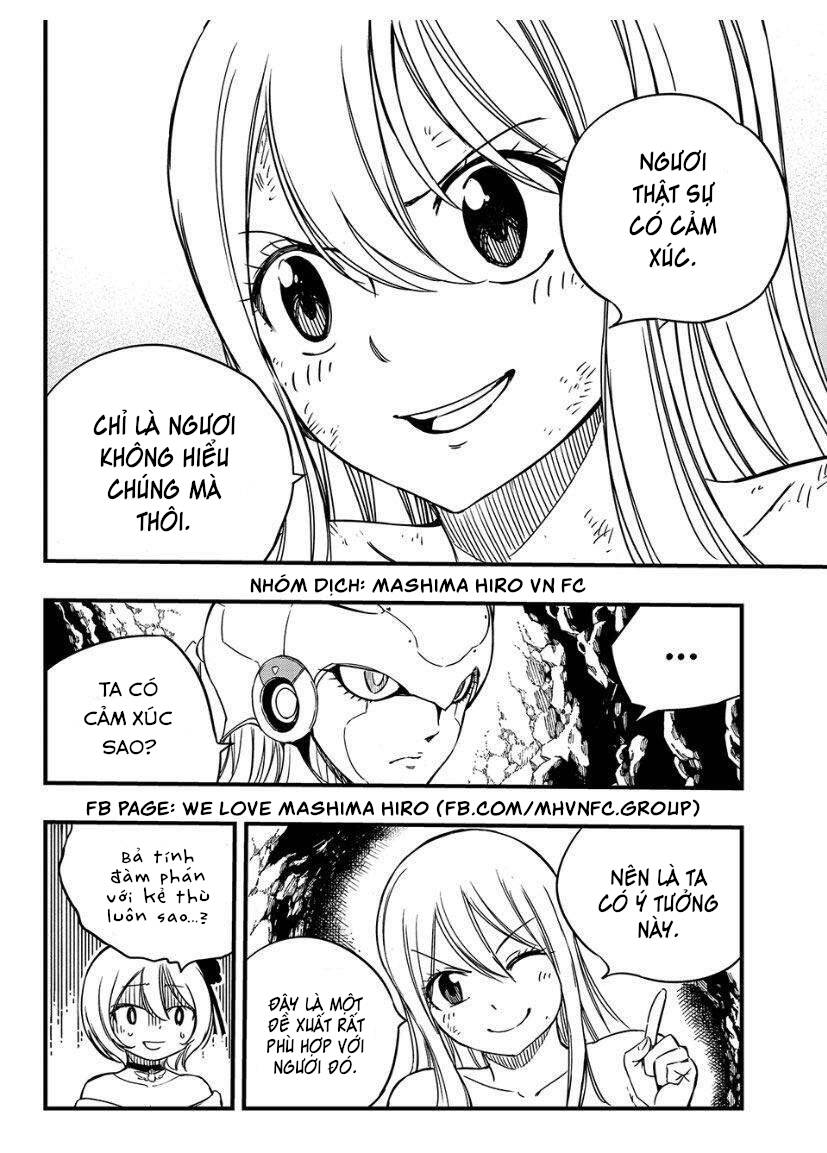 NGƯƠI
THẬT SỰ
CÓ CẢM
XÚC.
CHỈ LÀ NGƯƠI
KHÔNG HIỂU
CHÚNG MÀ
THÔI.
NHÓM DỊCH: MASHIMA HIRO VN FC
...
TA CÓ
CẢM XÚC
SAO?
FB PAGE: WE LOVE MASHIMA HIRO (FB.COM/MHVNFC.GROUP)
NÊN LÀ TA
CÓ Ý TƯỞNG
NÀY.
ĐÂY LÀ MỘT
ĐỀ XUẤT RẤT
PHÙ HỢP VỚI
NGƯỜI ĐÓ.
Bả tính
đàm phán
với kẻ thù
luôn sao...?